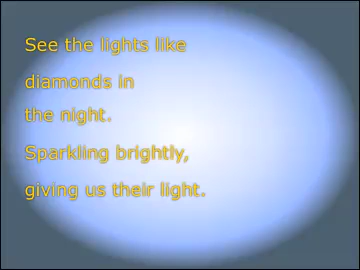 See the lights like
diamonds in
the night.
Sparkling brightly,
giving us their light.